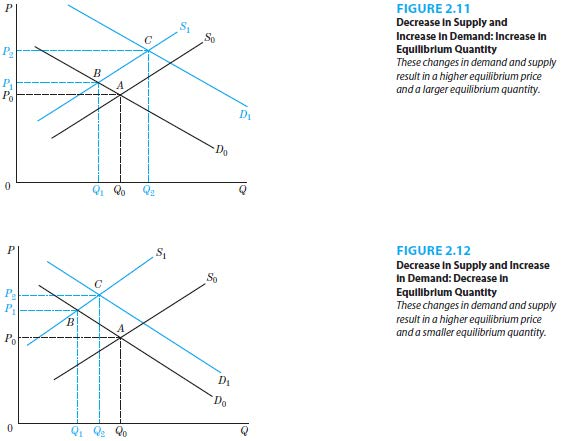 P
S1
S0
C
P2
B
P1
A
P0
D1
D0
0
Q1 Q0 Q2
Q
FIGURE 2.11
Decrease in Supply and
Increase in Demand: Increase in
Equilibrium Quantity
These changes in demand and supply
result in a higher equilibrium price
and a larger equilibrium quantity.
P
S1
S0
C
P2
P1
B
A
P0
D1
D0
0
Q1 Q2 Q0
Q
FIGURE 2.12
Decrease in Supply and Increase
in Demand: Decrease in
Equilibrium Quantity
These changes in demand and supply
result in a higher equilibrium price
and a smaller equilibrium quantity.